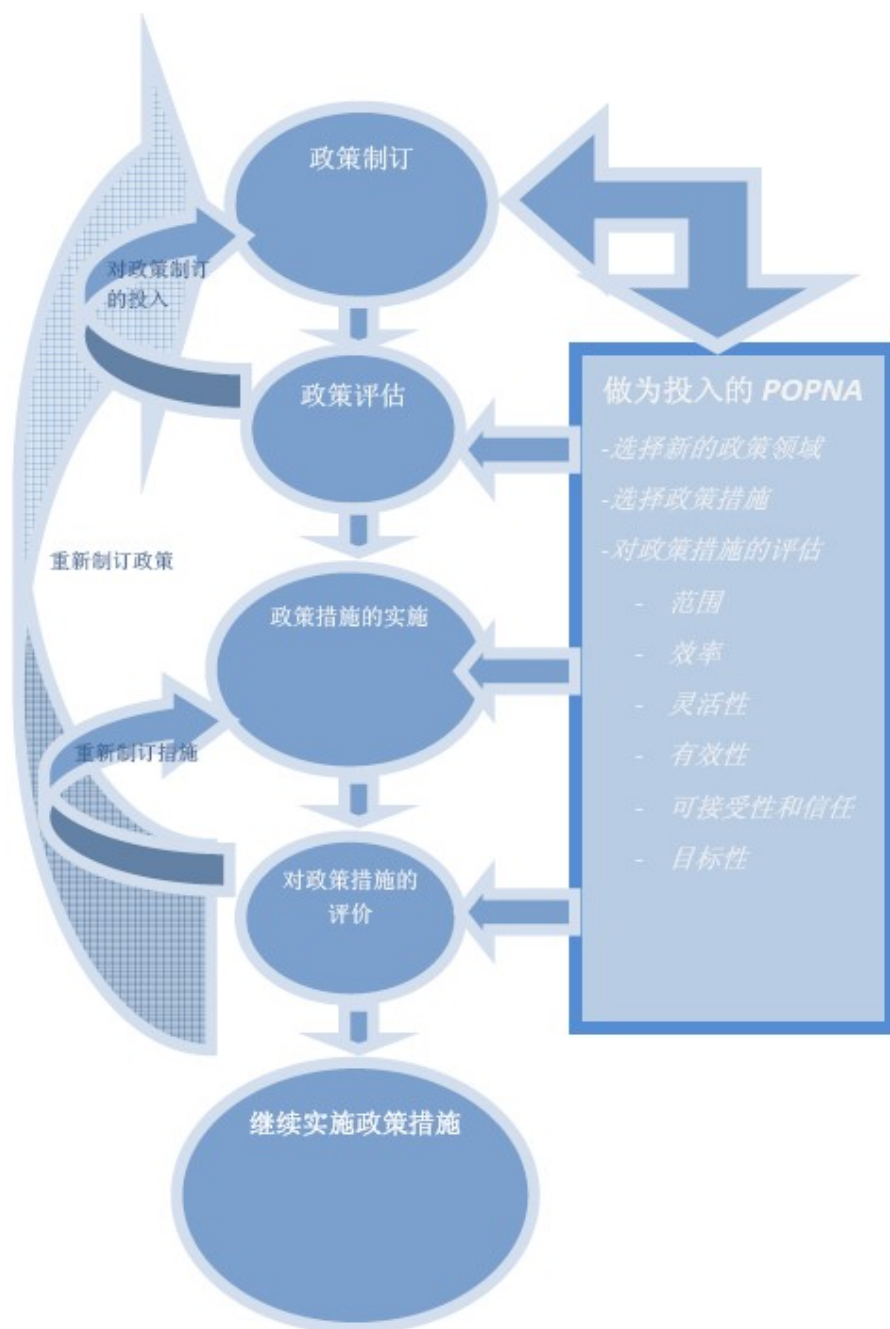 政策制订
对政策制订
的投入
政策评估
重新制订政策
政策措施的实施
重新制订措施
对政策措施的
评价
继续实施政策措施
做为投入的 POPNA
-选择新的政策领域
-选择政策措施
-对政策措施的评估
- 范围
- 效率
- 灵活性
- 有效性
- 可接受性和信任
- 目标性